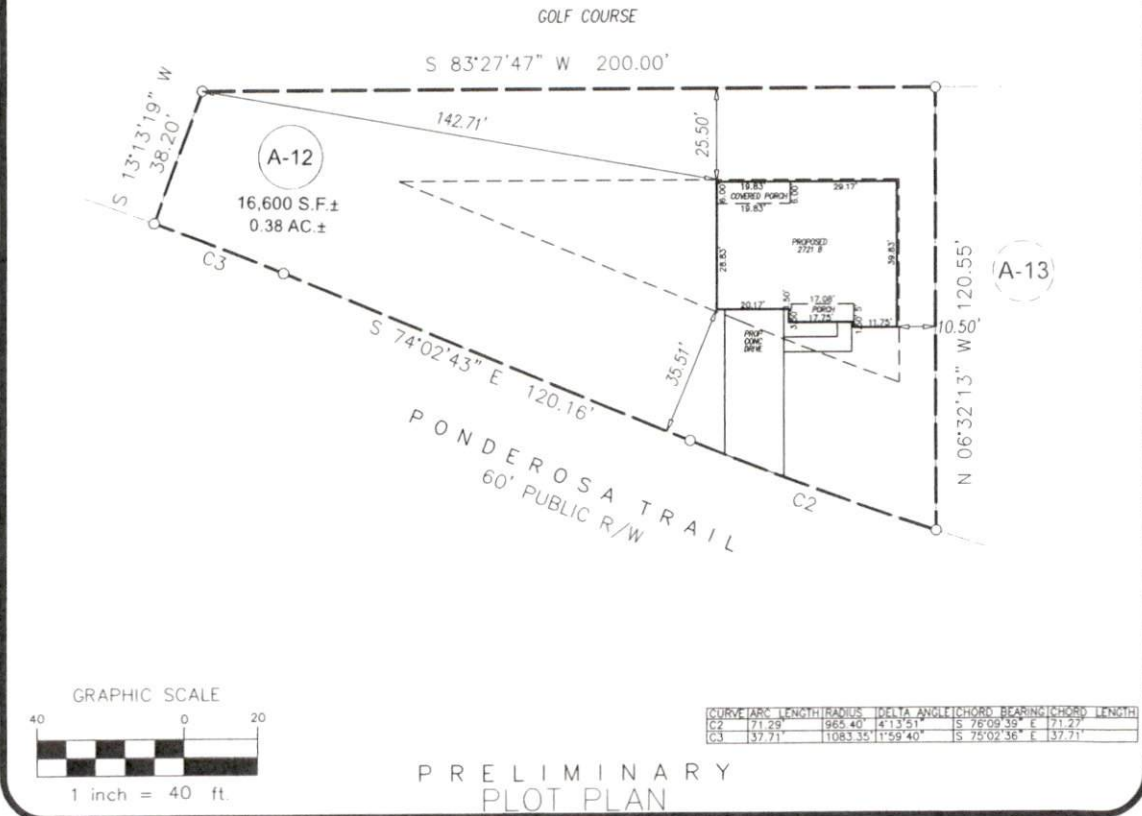 GOLF COURSE
S 83°27'47" W 200.00'
S 13°13'19" W
38.20'
142.71'
25.50'
A-12
16,600 S.F.±
0.38 AC.±
6.00'
19.83'
COVERED PORCH
19.83'
6.00'
29.17'
28.83'
PROPOSED
2721 B
39.83'
20.17'
17.08'
PORCH
17.75'
11.75'
10.50'
PROP
CONC
DRIVE
35.51'
N 06°32'13" W 120.55'
A-13
C3
S 74°02'43" E 120.16'
C2
PONDEROSA TRAIL
60' PUBLIC R/W
GRAPHIC SCALE
40 0 20
1 inch = 40 ft.
CURVE ARC LENGTH RADIUS DELTA ANGLE CHORD BEARING CHORD LENGTH
C2 71.29' 965.40' 4°13'51" S 76°09'39" E 71.27'
C3 37.71' 1083.35' 1°59'40" S 75°02'36" E 37.71'
PRELIMINARY
PLOT PLAN